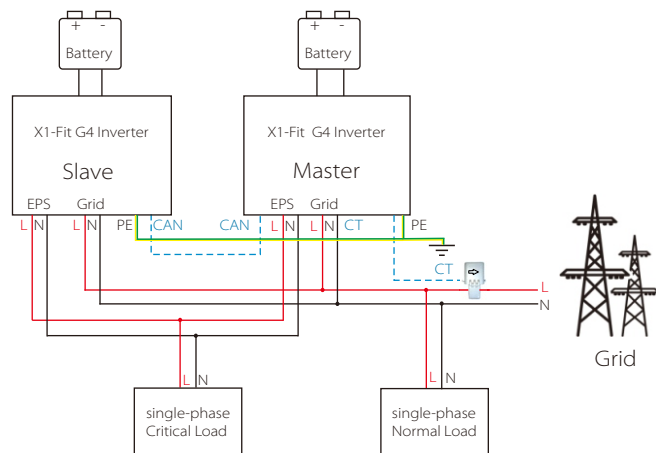 + -
Battery
+ -
Battery
X1-Fit G4 Inverter
Slave
EPS Grid
X1-Fit G4 Inverter
Master
EPS Grid
L N L N PE CAN
CAN L N L N CT PE
CT
L
N
Grid
L N
single-phase
Critical Load
L N
single-phase
Normal Load